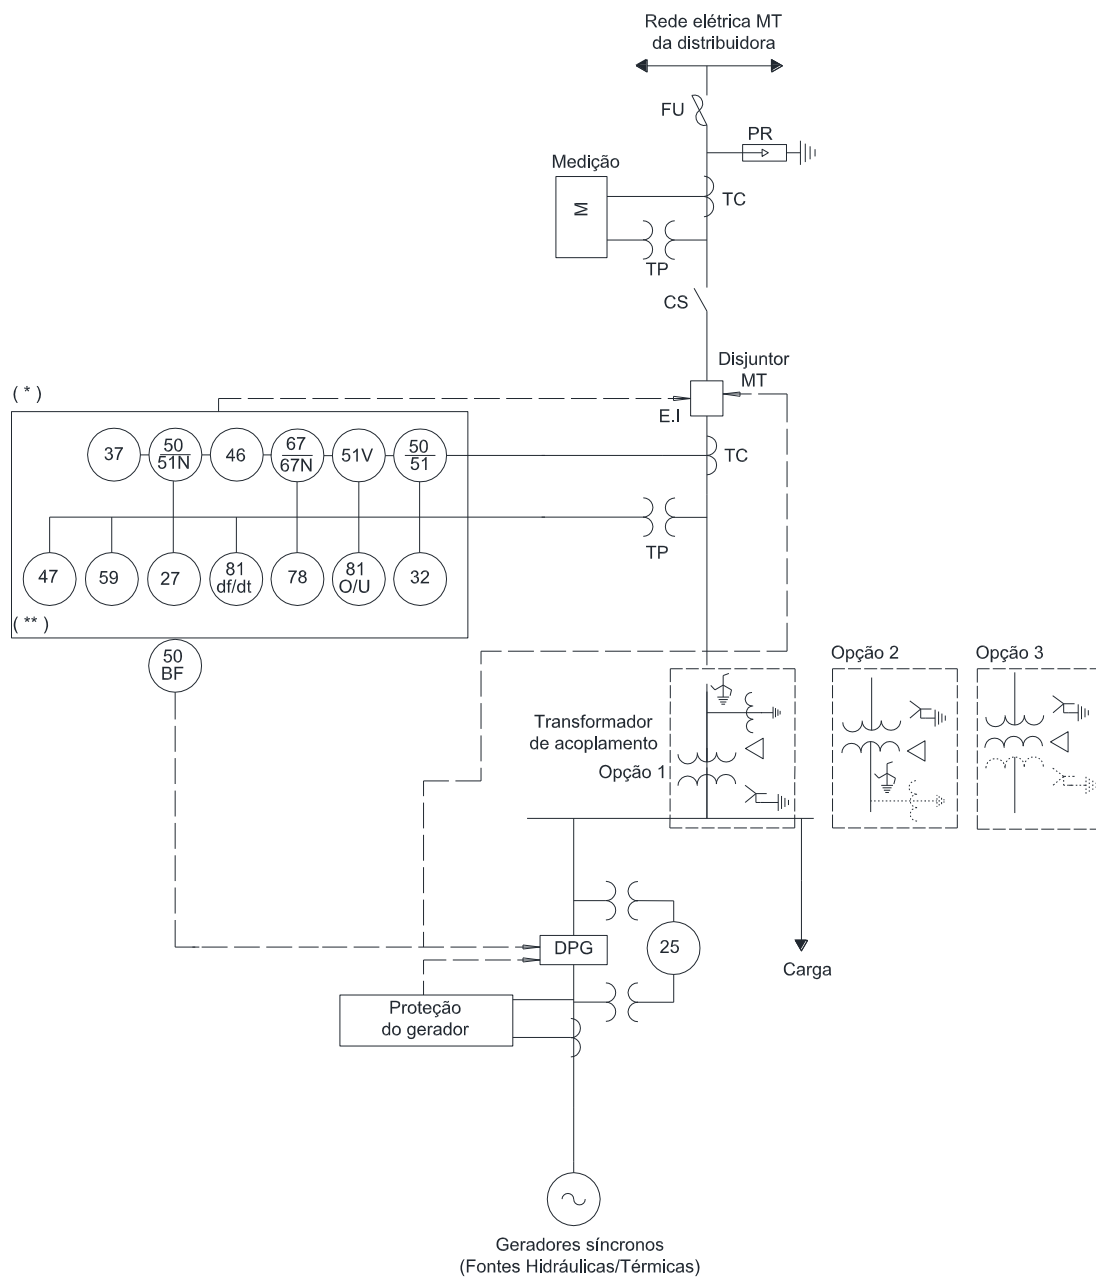 Rede elétrica MT
da distribuidora
FU
PR
Medição
M
TC
TP
CS
Disjuntor
MT
E.I
( * )
37
50
51N
46
67
67N
51V
50
51
TC
TP
47
59
27
81
df/dt
78
81
O/U
32
( ** )
50
BF
Transformador
de acoplamento
Opção 1
Opção 2
Opção 3
DPG
25
Carga
Proteção
do gerador
Geradores síncronos
(Fontes Hidráulicas/Térmicas)